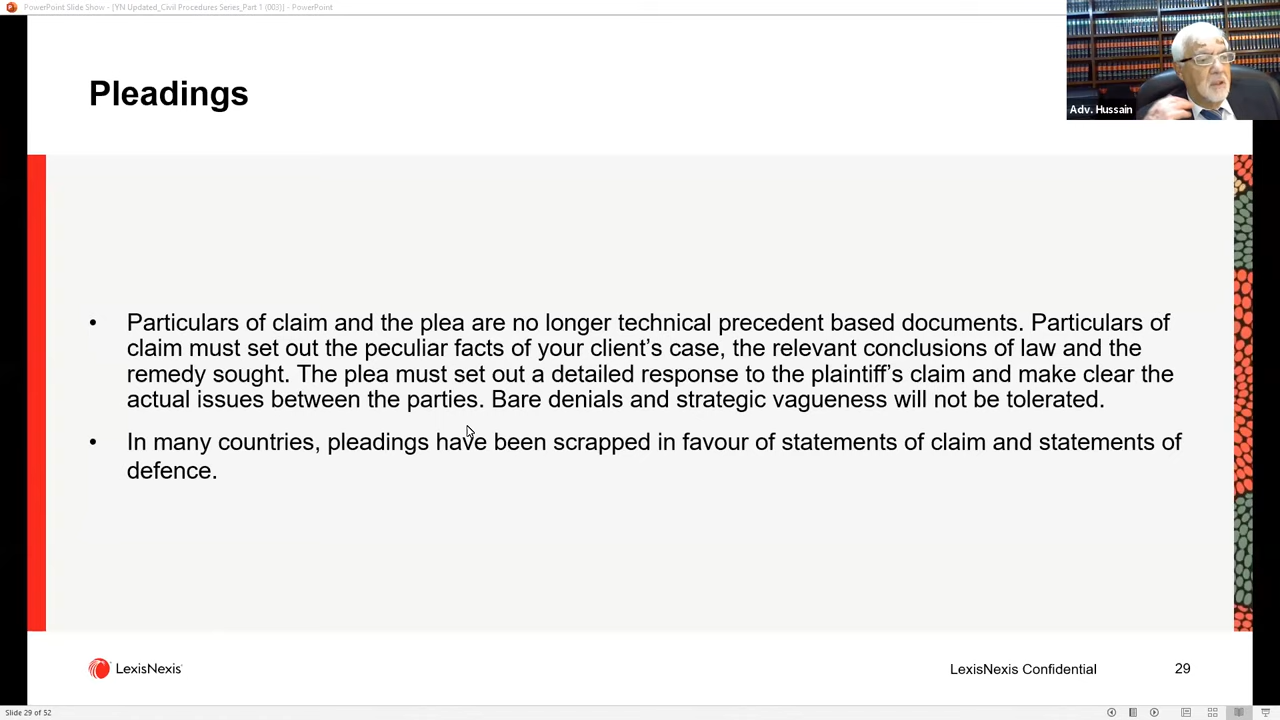 PowerPoint Slide Show - [YN Updated_Civil Procedures Series_Part 1 (003)] - PowerPoint
Adv. Hussain
Pleadings
• Particulars of claim and the plea are no longer technical precedent based documents. Particulars of
claim must set out the peculiar facts of your client’s case, the relevant conclusions of law and the
remedy sought. The plea must set out a detailed response to the plaintiff’s claim and make clear the
actual issues between the parties. Bare denials and strategic vagueness will not be tolerated.
• In many countries, pleadings have been scrapped in favour of statements of claim and statements of
defence.
LexisNexis
LexisNexis Confidential
29
Slide 29 of 52